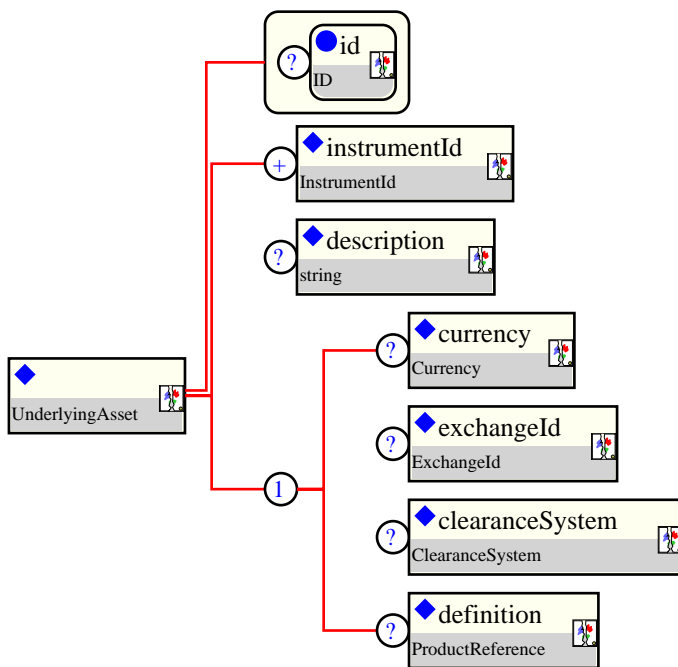 ? id
ID
+ instrumentId
InstrumentId
? description
string
UnderlyingAsset
1
? currency
Currency
? exchangeId
ExchangeId
? clearanceSystem
ClearanceSystem
? definition
ProductReference